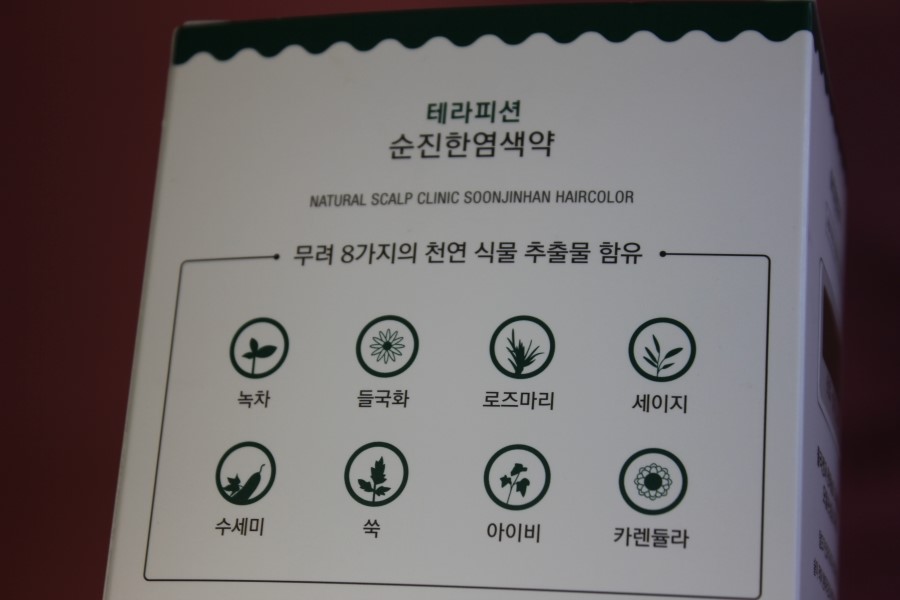 테라피션
순진한염색약
NATURAL SCALP CLINIC SOONJINHAN HAIRCOLOR
무려 8가지의 천연 식물 추출물 함유
녹차 들국화 로즈마리 세이지
수세미 쑥 아이비 카렌듈라